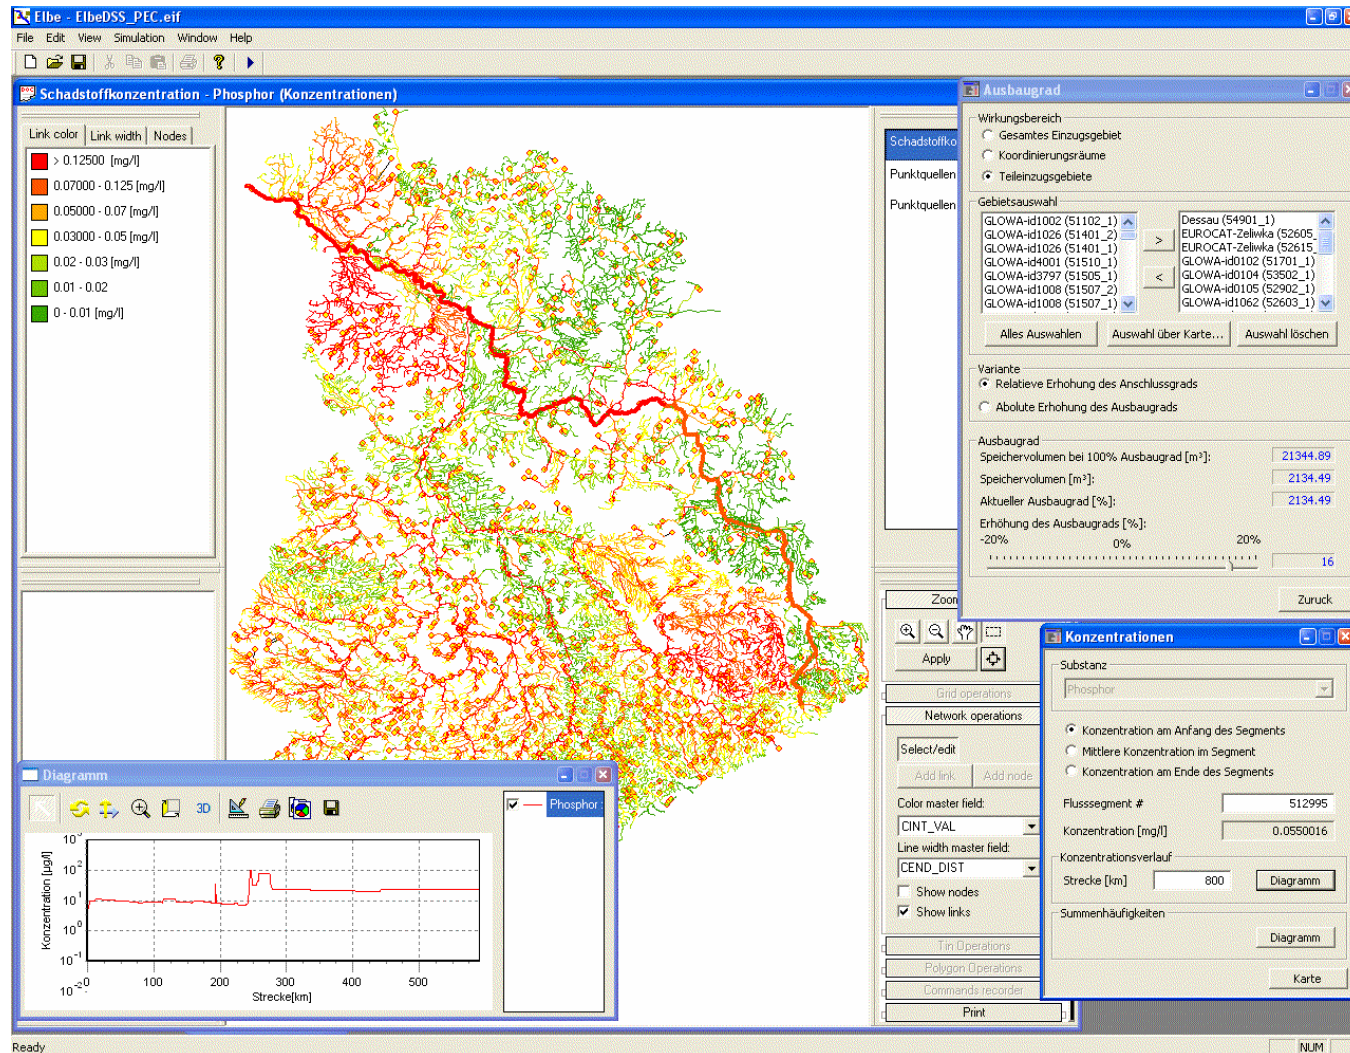 Elbe - ElbeDSS_PEC.eif
File Edit View Simulation Window Help
Schadstoffkonzentration - Phosphor (Konzentrationen)
Link color Link width Nodes
> 0.12500 [mg/l]
0.07000 - 0.125 [mg/l]
0.05000 - 0.07 [mg/l]
0.03000 - 0.05 [mg/l]
0.02 - 0.03 [mg/l]
0.01 - 0.02
0 - 0.01 [mg/l]
Schadstoffko
Punktquellen
Punktquellen
Ausbaugrad
Wirkungsbereich
Gesamtes Einzugsgebiet
Koordinierungsräume
Teileinzugsgebiete
Gebietsauswahl
GLOWA-id1002 (51102_1)
GLOWA-id1026 (51401_2)
GLOWA-id1026 (51401_1)
GLOWA-id4001 (51510_1)
GLOWA-id3797 (51505_1)
GLOWA-id1008 (51507_2)
GLOWA-id1008 (51507_1)
>
<
Dessau (54901_1)
EUROCAT-Zeliwka (52605_
EUROCAT-Zeliwka (52615_
GLOWA-id0102 (51701_1)
GLOWA-id0104 (53502_1)
GLOWA-id0105 (52902_1)
GLOWA-id1062 (52603_1)
Alles Auswahlen Auswahl über Karte... Auswahl löschen
Variante
Relatieve Erhohung des Anschlussgrads
Abolute Erhohung des Ausbaugrads
Ausbaugrad
Speichervolumen bei 100% Ausbaugrad [m³]: 21344.89
Speichervolumen [m³]: 2134.49
Aktueller Ausbaugrad [%]: 2134.49
Erhöhung des Ausbaugrads [%]:
-20% 0% 20%
16
Zuruck
Zoom
Apply
Grid operations
Network operations
Select/edit
Add link Add node
Color master field:
CINT_VAL
Line width master field:
CEND_DIST
Show nodes
Show links
Tin Operations
Polygon Operations
Commands recorder
Print
Konzentrationen
Substanz
Phosphor
Konzentration am Anfang des Segments
Mittlere Konzentration im Segment
Konzentration am Ende des Segments
Flusssegment # 512995
Konzentration [mg/l] 0.0550016
Konzentrationsverlauf
Strecke [km] 800 Diagramm
Summenhäufigkeiten
Diagramm
Karte
Diagramm
3D
Phosphor :
Konzentration [µg/l]
10³
10²
10¹
10⁰
10⁻¹
10⁻²
0 100 200 300 400 500
Strecke[km]
Ready NUM